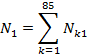 N₁ = ∑_{k=1}^{85} N_{k1}